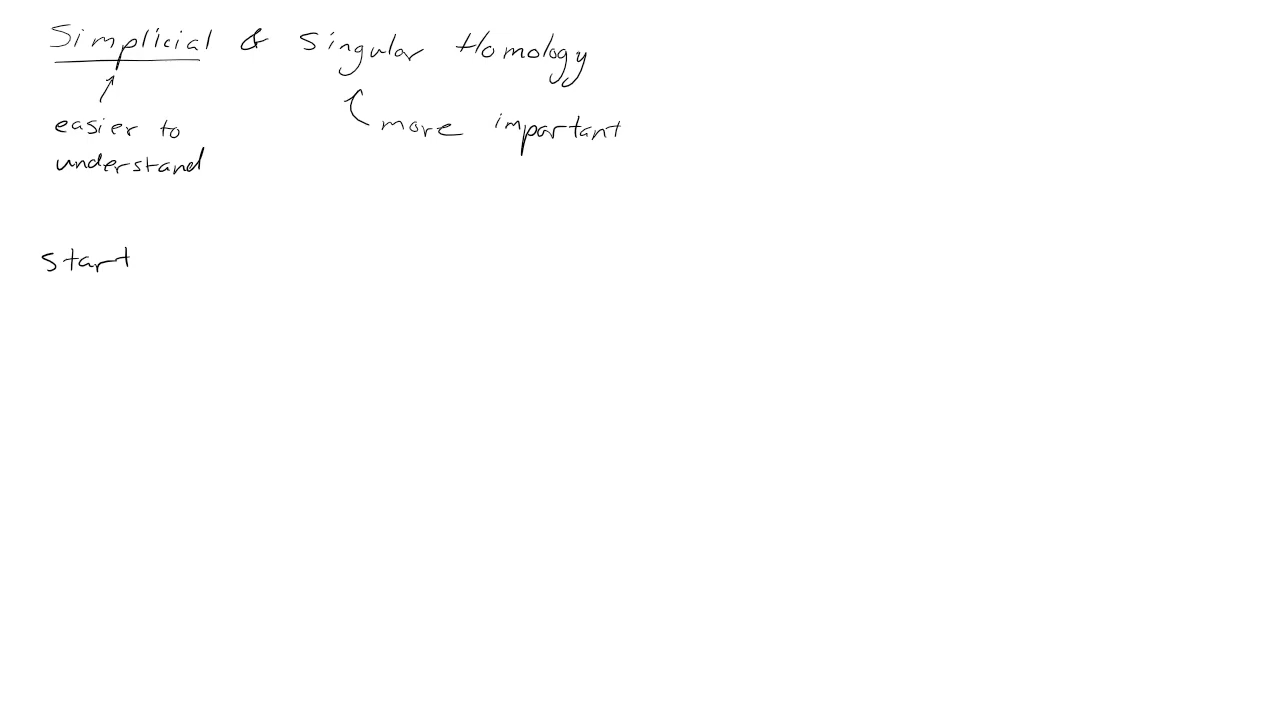 Simplicial & Singular Homology
more important
easier to
understand
start